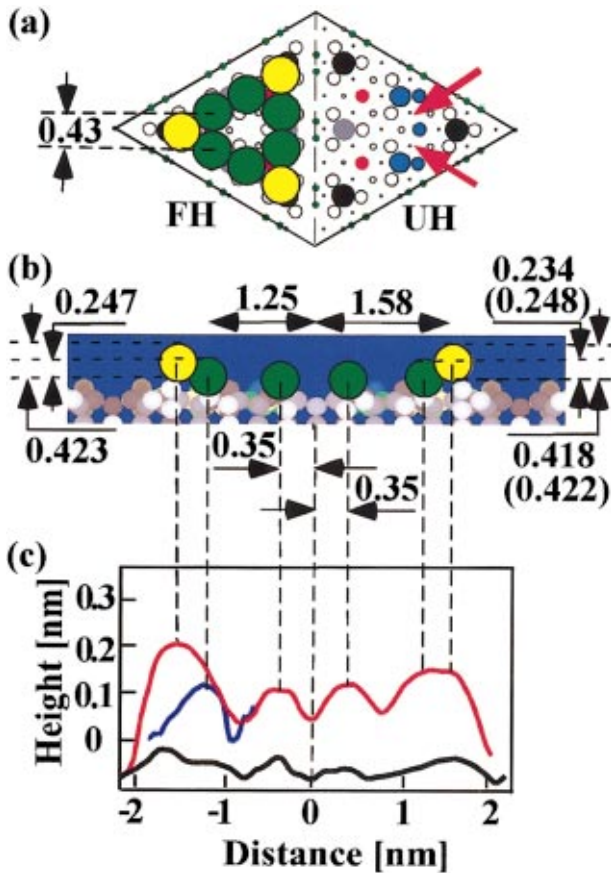 (a)
0.43
FH UH
(b)
0.247 1.25 1.58 0.234
(0.248)
0.423 0.35 0.418
(0.422)
0.35
(c)
Height [nm]
0.3
0.2
0.1
0
-2 -1 0 1 2
Distance [nm]